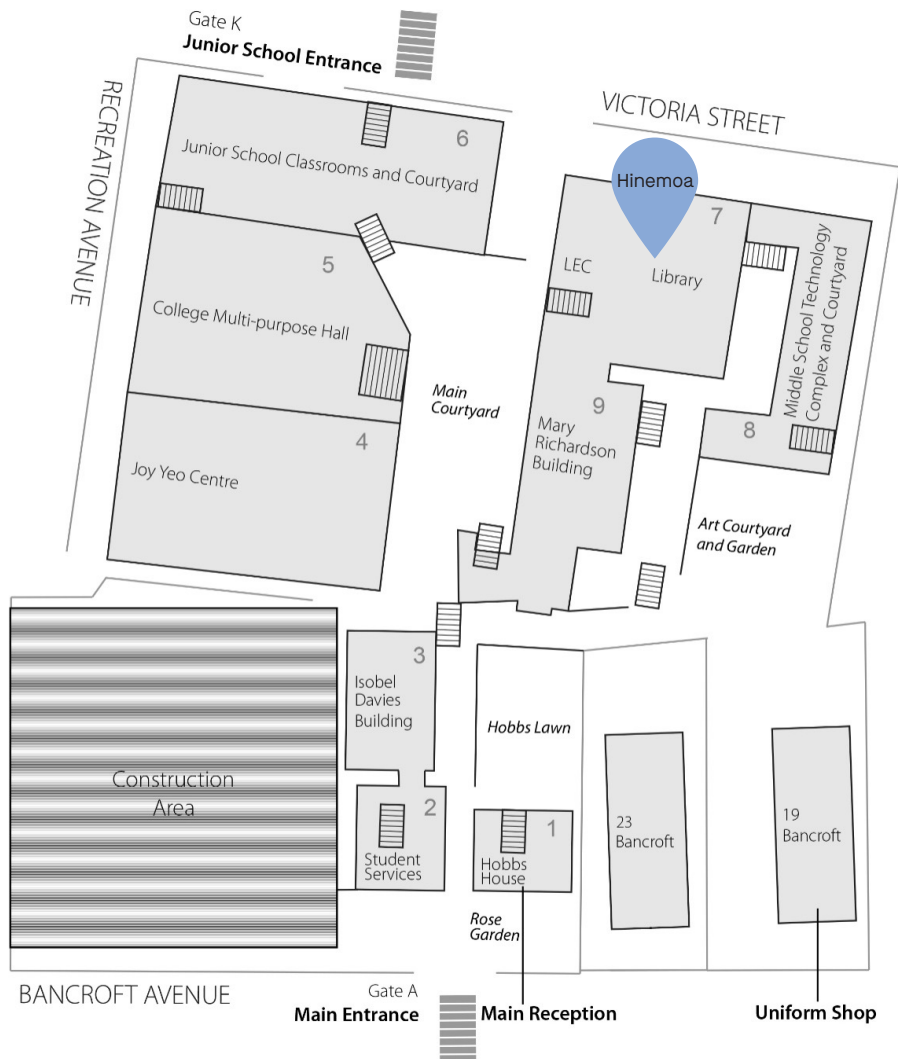 Gate K
Junior School Entrance
RECREATION AVENUE
VICTORIA STREET
6
Junior School Classrooms and Courtyard
Hinemoa
7
LEC
Library
5
College Multi-purpose Hall
Middle School Technology
Complex and Courtyard
Main
Courtyard
9
Mary
Richardson
Building
8
4
Joy Yeo Centre
Art Courtyard
and Garden
3
Isobel
Davies
Building
Hobbs Lawn
Construction
Area
2
Student
Services
1
Hobbs
House
23
Bancroft
19
Bancroft
Rose
Garden
BANCROFT AVENUE
Gate A
Main Entrance
Main Reception
Uniform Shop